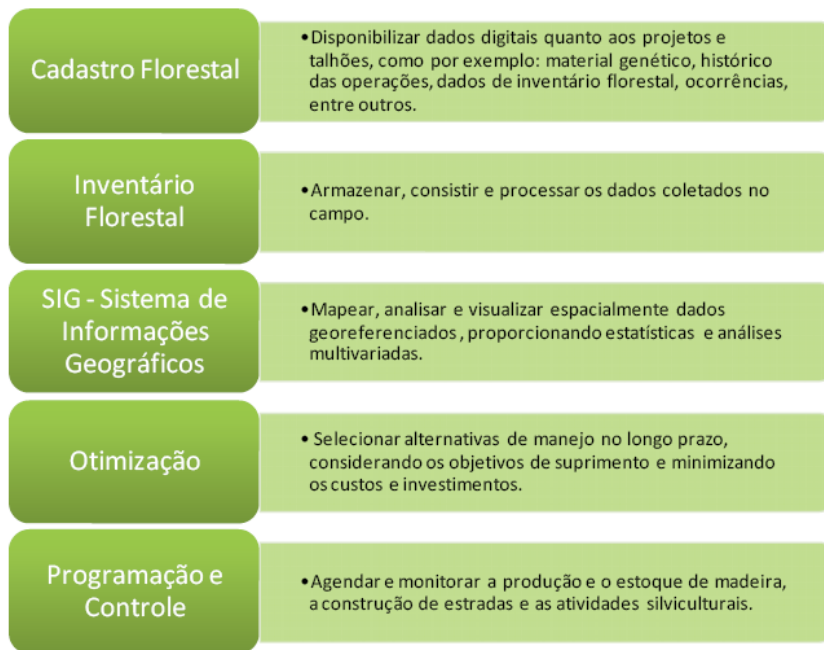 Cadastro Florestal
•Disponibilizar dados digitais quanto aos projetos e
talhões, como por exemplo: material genético, histórico
das operações, dados de inventário florestal, ocorrências,
entre outros.
Inventário
Florestal
•Armazenar, consistir e processar os dados coletados no
campo.
SIG - Sistema de
Informações
Geográficos
•Mapear, analisar e visualizar espacialmente dados
georeferenciados, proporcionando estatísticas e análises
multivariadas.
Otimização
• Selecionar alternativas de manejo no longo prazo,
considerando os objetivos de suprimento e minimizando
os custos e investimentos.
Programação e
Controle
•Agendar e monitorar a produção e o estoque de madeira,
a construção de estradas e as atividades silviculturais.